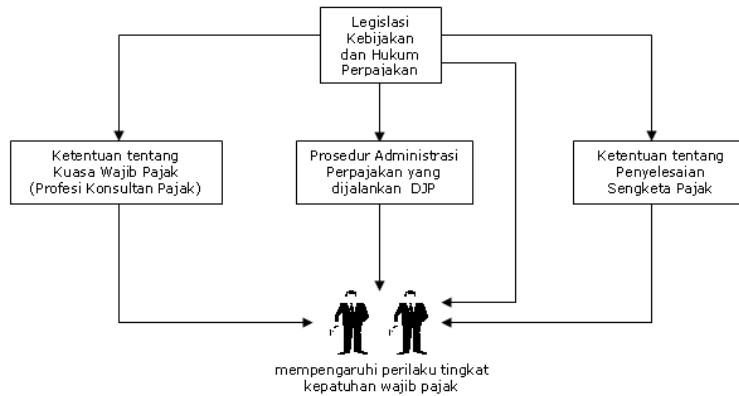 Legislasi
Kebijakan
dan Hukum
Perpajakan
Ketentuan tentang
Kuasa Wajib Pajak
(Profesi Konsultan Pajak)
Prosedur Administrasi
Perpajakan yang
dijalankan DJP
Ketentuan tentang
Penyelesaian
Sengketa Pajak
mempengaruhi perilaku tingkat
kepatuhan wajib pajak